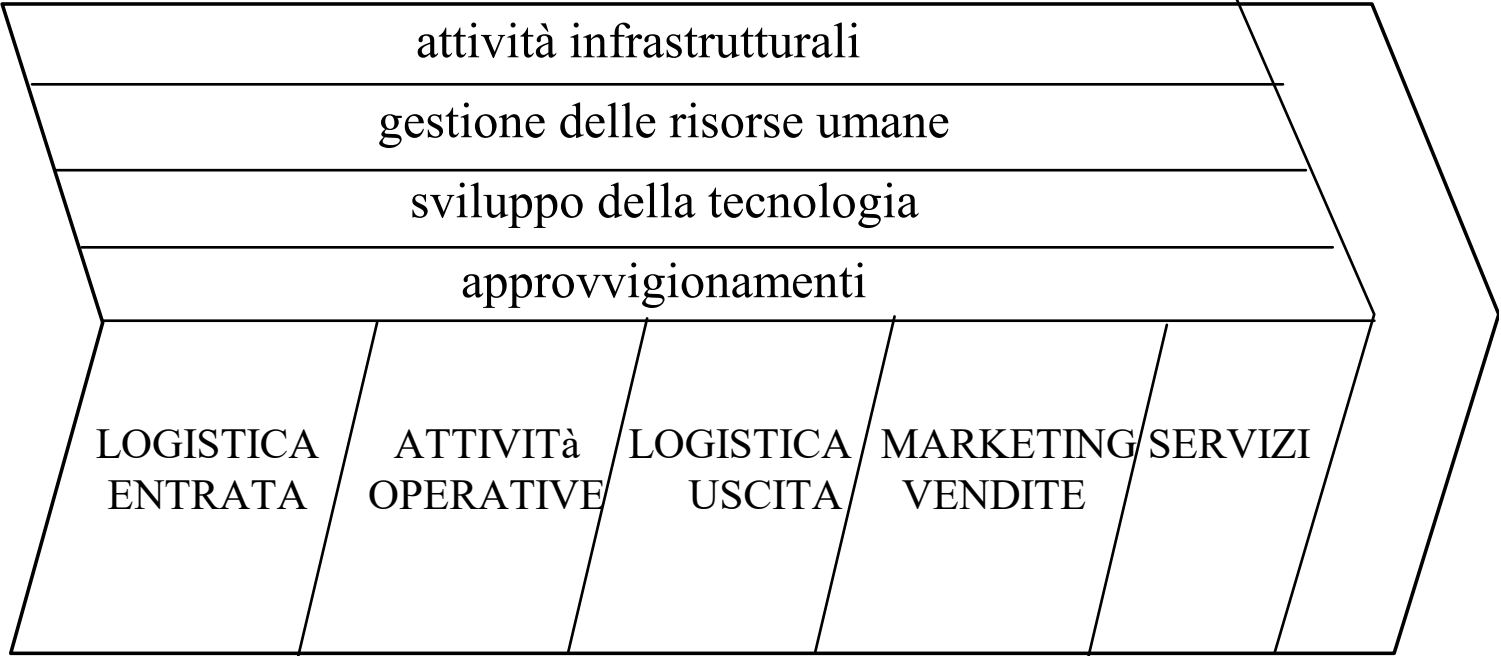 attività infrastrutturali
gestione delle risorse umane
sviluppo della tecnologia
approvvigionamenti
LOGISTICA
ENTRATA
ATTIVITà
OPERATIVE
LOGISTICA
USCITA
MARKETING
VENDITE
SERVIZI